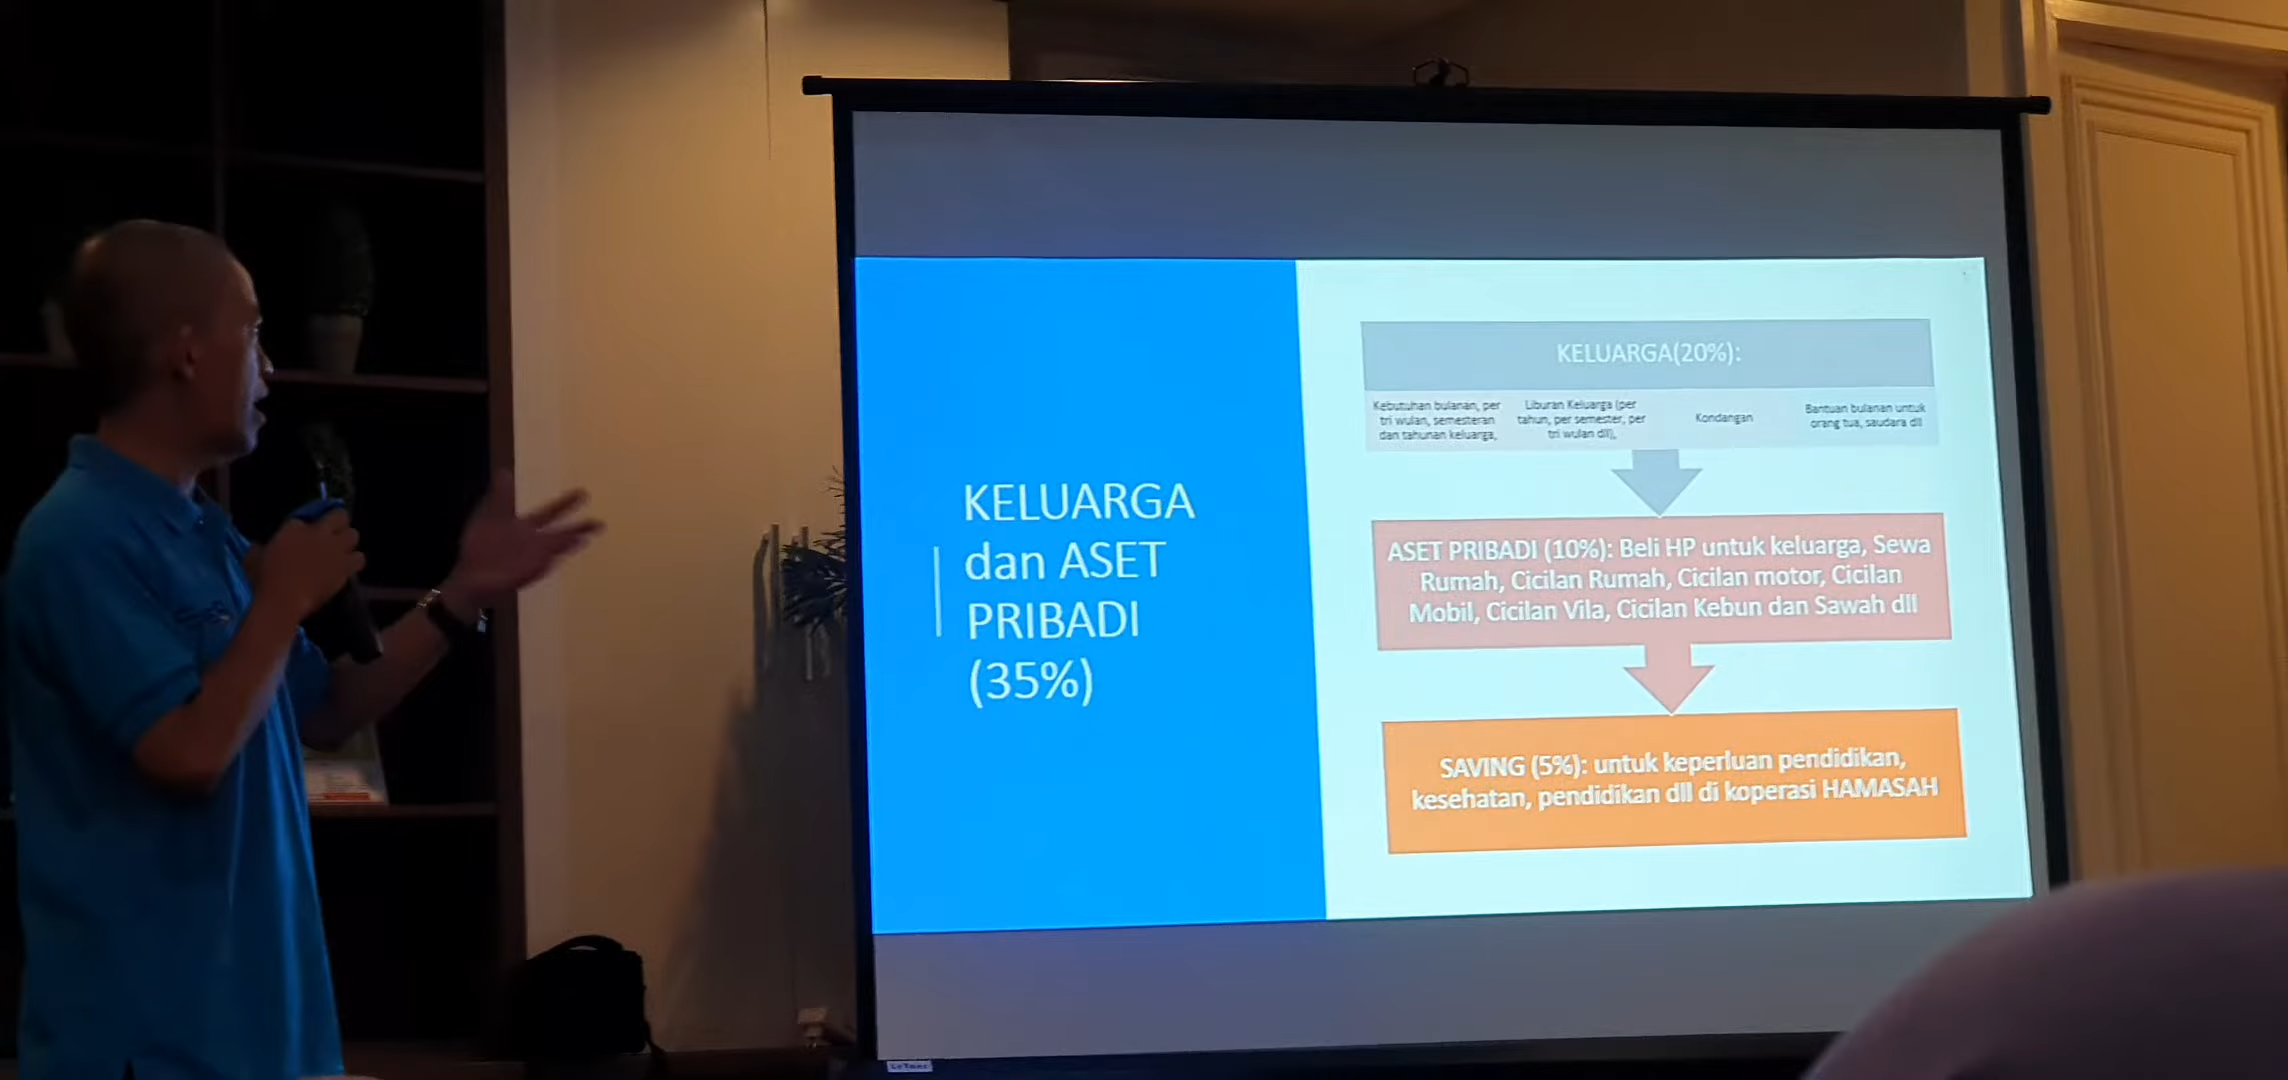 KELUARGA
dan ASET
PRIBADI
(35%)
KELUARGA(20%):
Kebutuhan bulanan, per
tri wulan, semesteran
dan tahunan keluarga,
Liburan Keluarga (per
tahun, per semester, per
tri wulan dll),
Kondangan
Bantuan bulanan untuk
orang tua, saudara dll
ASET PRIBADI (10%): Beli HP untuk keluarga, Sewa
Rumah, Cicilan Rumah, Cicilan motor, Cicilan
Mobil, Cicilan Vila, Cicilan Kebun dan Sawah dll
SAVING (5%): untuk keperluan pendidikan,
kesehatan, pendidikan dll di koperasi HAMASAH